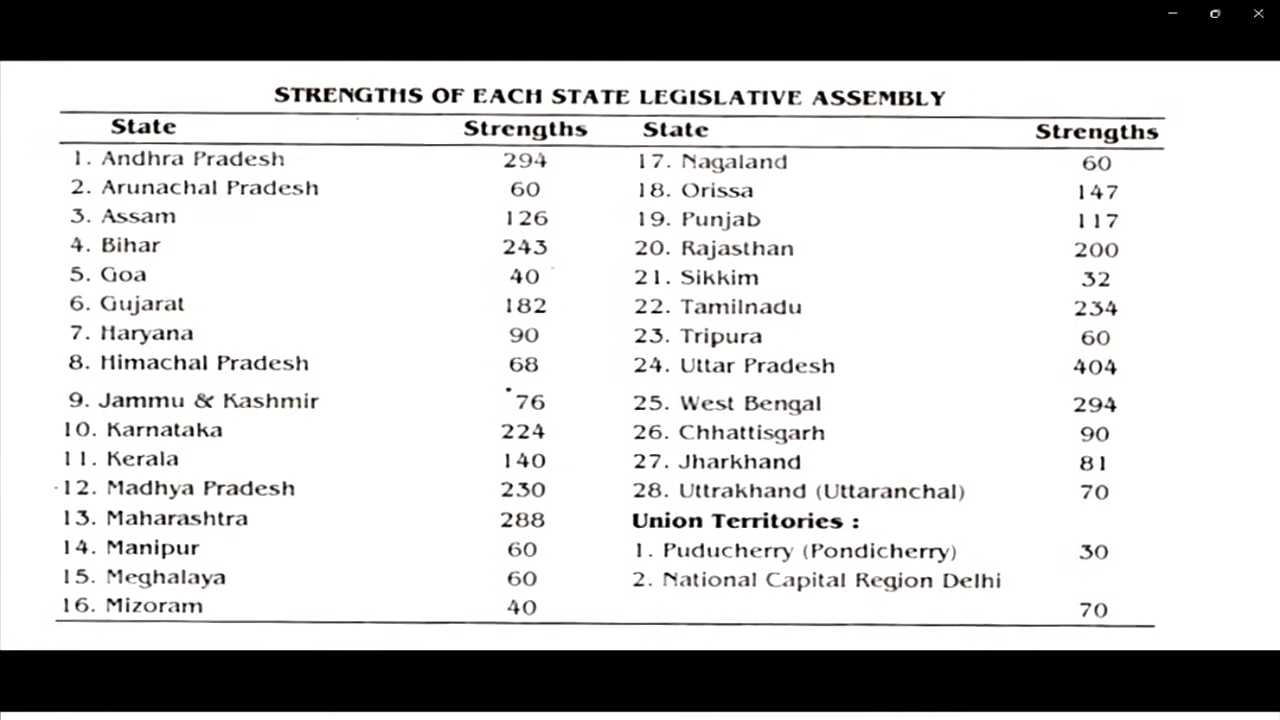 STRENGTHS OF EACH STATE LEGISLATIVE ASSEMBLY
State Strengths State Strengths
1. Andhra Pradesh 294 17. Nagaland 60
2. Arunachal Pradesh 60 18. Orissa 147
3. Assam 126 19. Punjab 117
4. Bihar 243 20. Rajasthan 200
5. Goa 40 21. Sikkim 32
6. Gujarat 182 22. Tamilnadu 234
7. Haryana 90 23. Tripura 60
8. Himachal Pradesh 68 24. Uttar Pradesh 404
9. Jammu & Kashmir 76 25. West Bengal 294
10. Karnataka 224 26. Chhattisgarh 90
11. Kerala 140 27. Jharkhand 81
12. Madhya Pradesh 230 28. Uttrakhand (Uttaranchal) 70
13. Maharashtra 288 Union Territories :
14. Manipur 60 1. Puducherry (Pondicherry) 30
15. Meghalaya 60 2. National Capital Region Delhi
16. Mizoram 40 70